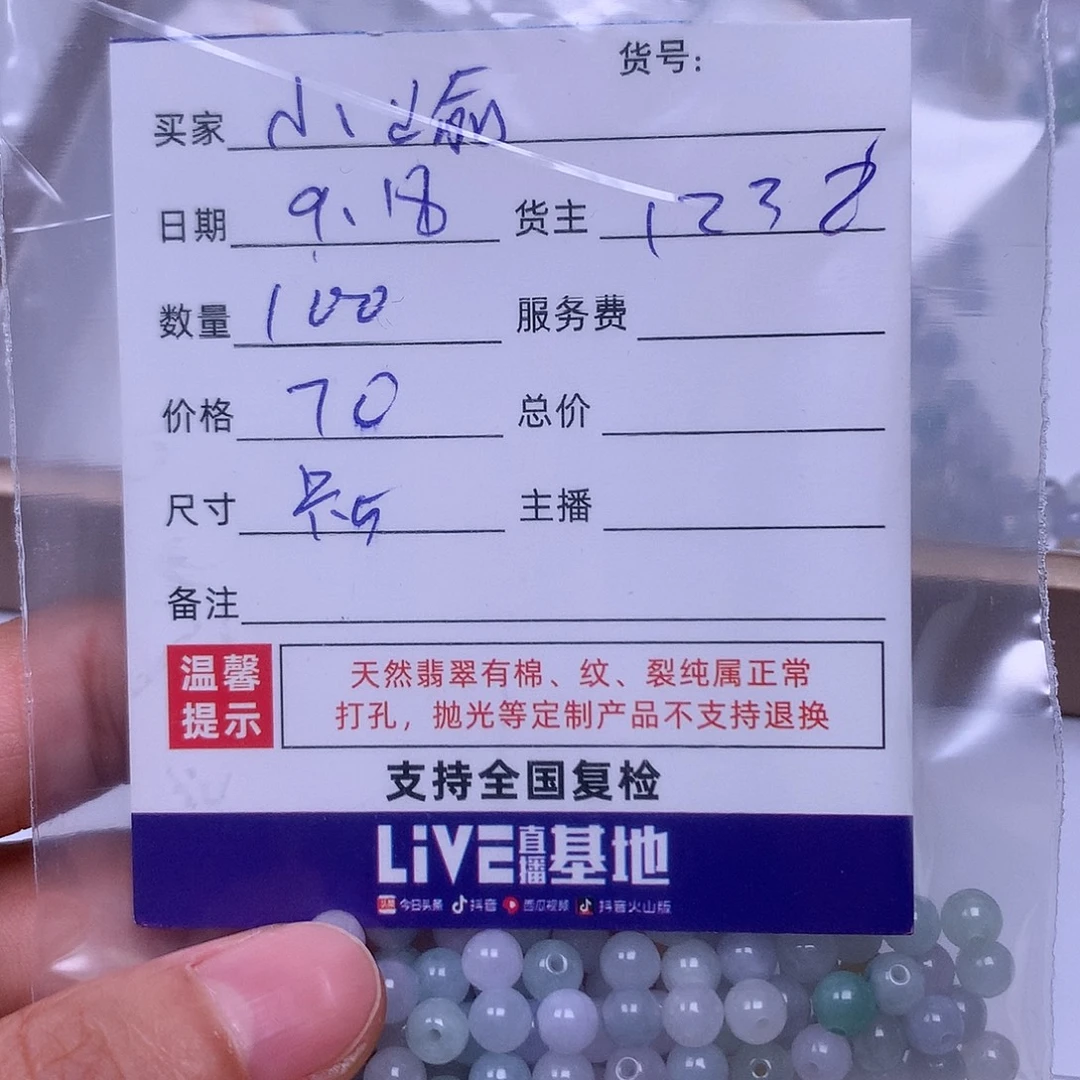 货号:
买家 小
日期 9.18 货主 1238
数量 100 服务费
价格 70 总价
尺寸
主播
备注
温馨提示
天然翡翠有棉、纹、裂纯属正常
打孔，抛光等定制产品不支持退换
支持全国复检
LiVE直播基地
头条 今日头条 抖音 西瓜视频 抖音火山版